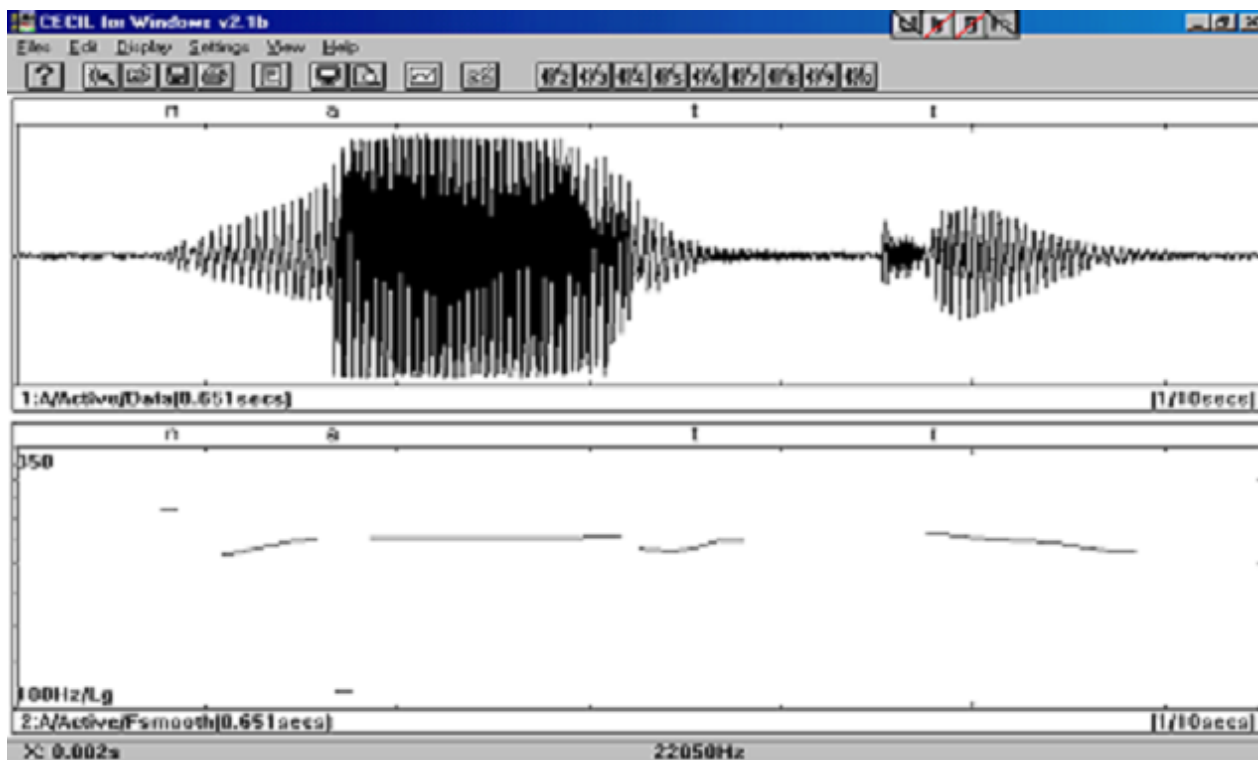 CECIL for Windows v2.1b
Files Edit Display Settings View Help
n a t
1:A/Active/Data(0.651secs) [1/10secs]
n a t
350
100Hz/Lg
2:A/Active/Fsmooth(0.651secs) [1/10secs]
X: 0.002s 22050Hz